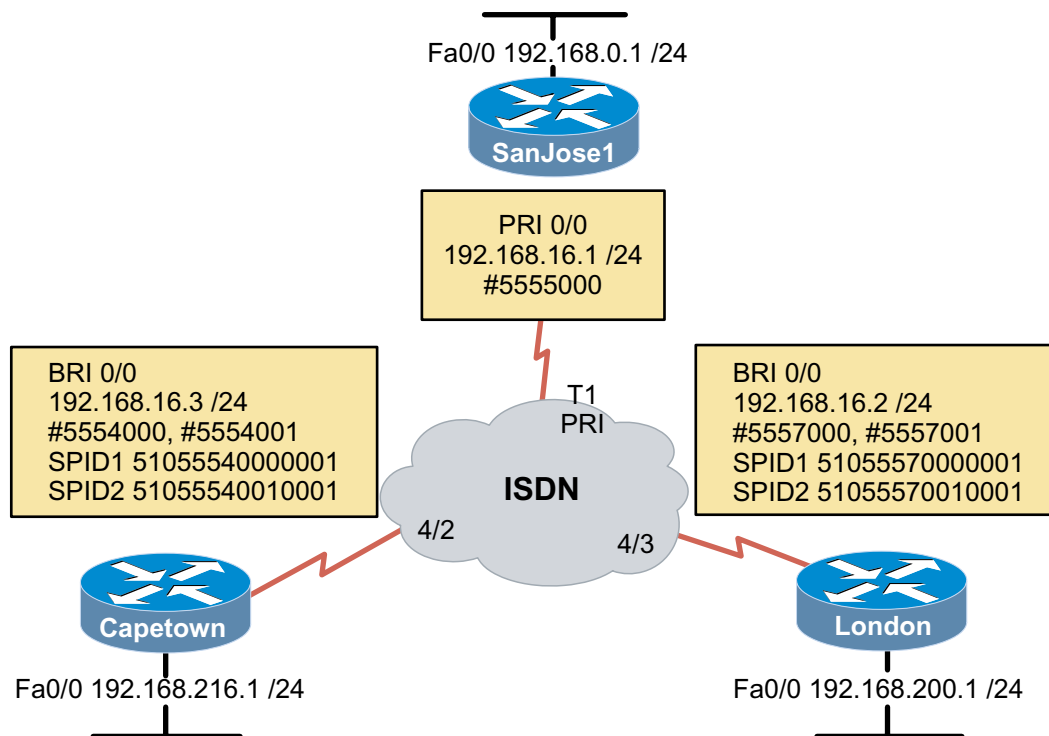 Fa0/0 192.168.0.1 /24
SanJose1
PRI 0/0
192.168.16.1 /24
#5555000
BRI 0/0
192.168.16.3 /24
#5554000, #5554001
SPID1 51055540000001
SPID2 51055540010001
T1
PRI
ISDN
4/2
4/3
BRI 0/0
192.168.16.2 /24
#5557000, #5557001
SPID1 51055570000001
SPID2 51055570010001
Capetown
Fa0/0 192.168.216.1 /24
London
Fa0/0 192.168.200.1 /24